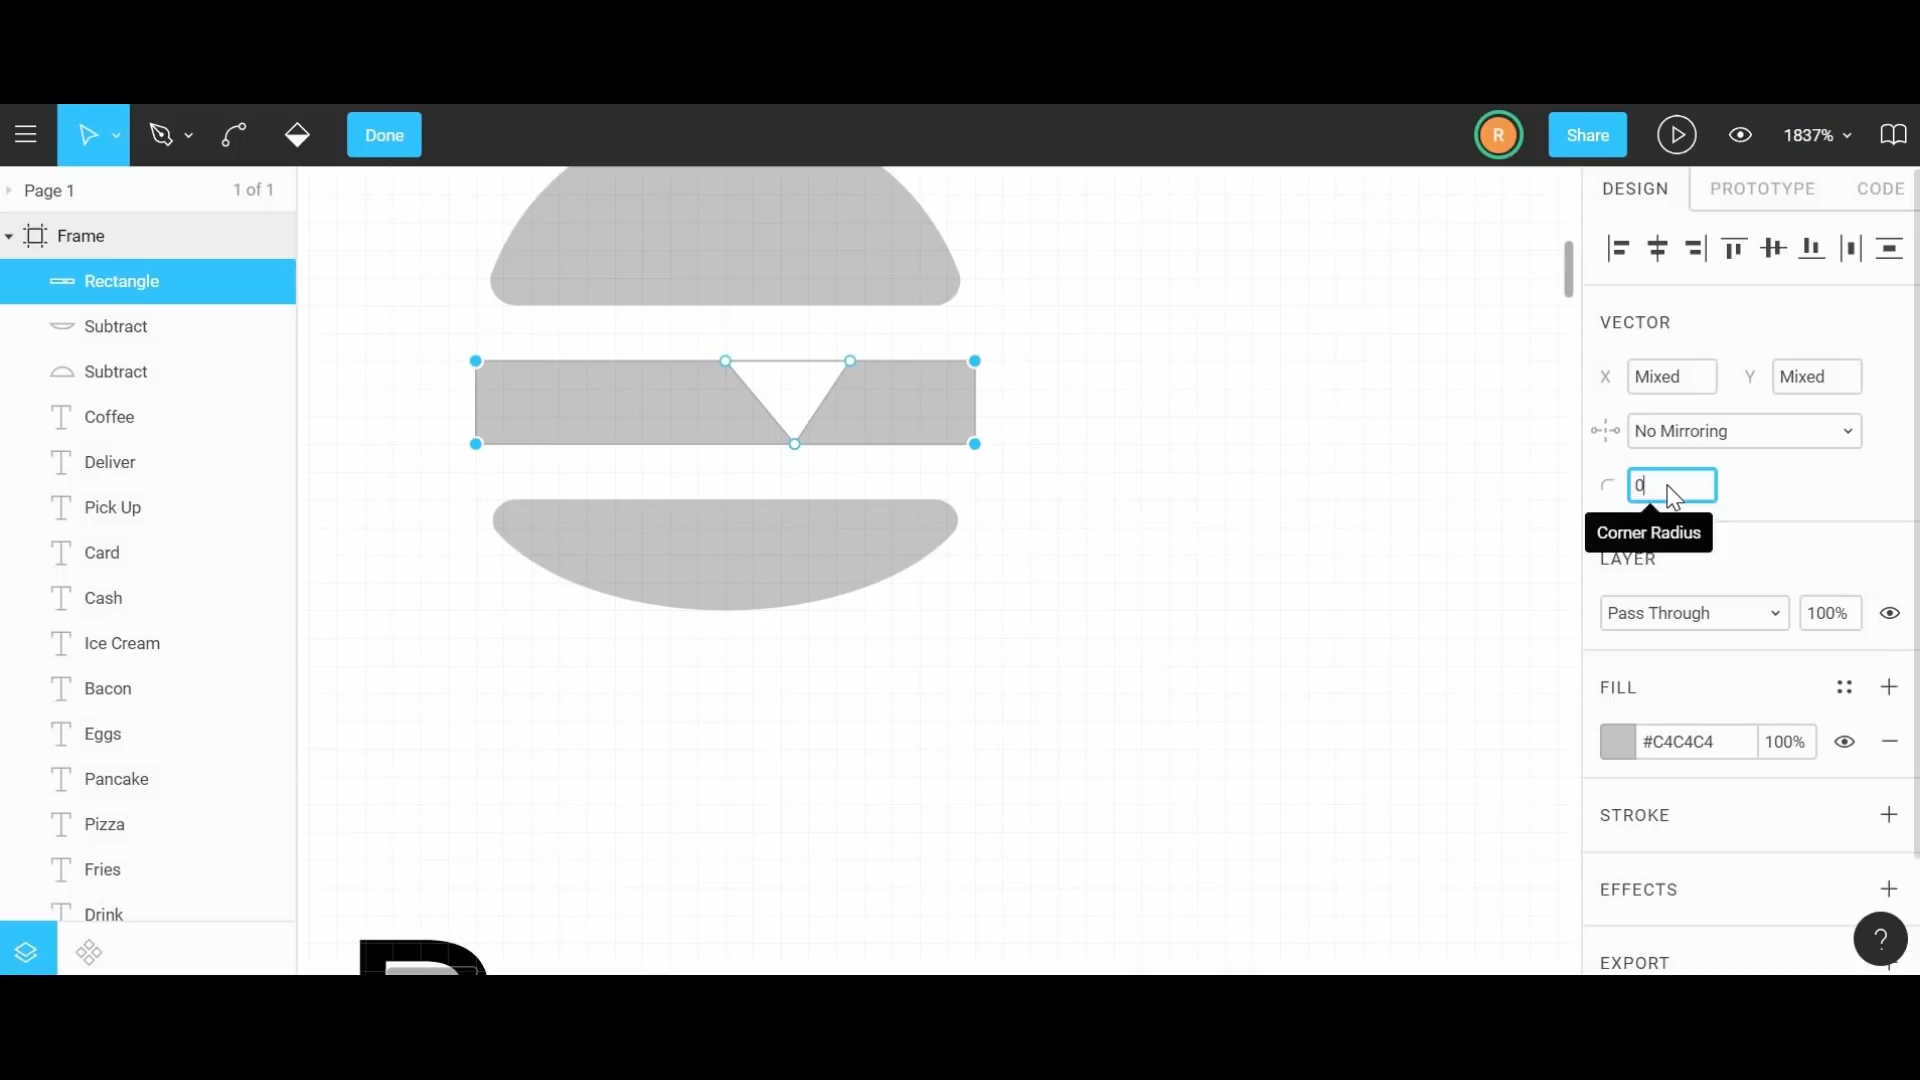 Done
R
Share
1837%
Page 1
1 of 1
Frame
Rectangle
Subtract
Subtract
Coffee
Deliver
Pick Up
Card
Cash
Ice Cream
Bacon
Eggs
Pancake
Pizza
Fries
Drink
DESIGN
PROTOTYPE
CODE
VECTOR
X Mixed
Y Mixed
No Mirroring
0
Corner Radius
LAYER
Pass Through
100%
FILL
#C4C4C4
100%
STROKE
EFFECTS
EXPORT
?